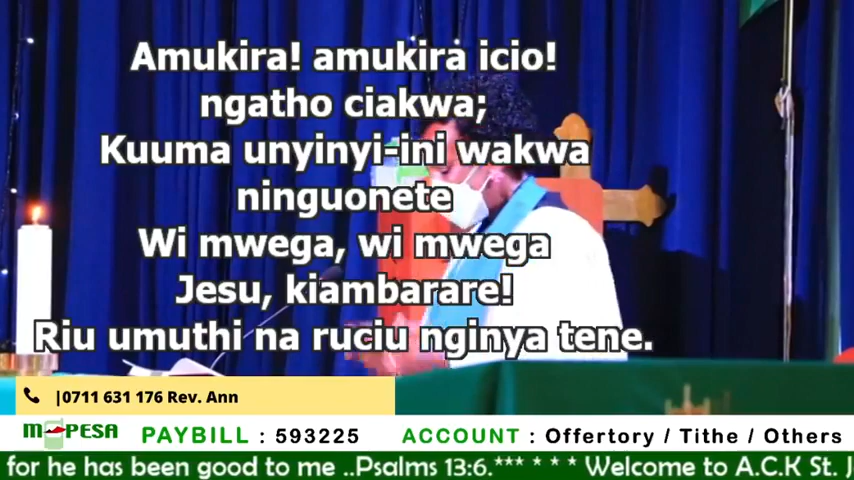 Amukira! amukira icio!
ngatho ciakwa;
Kuuma unyinyi-ini wakwa
ninguonete
Wi mwega, wi mwega
Jesu, kiambarare!
Riu umuthi na ruciu nginya tene.
|0711 631 176 Rev. Ann
M-PESA PAYBILL : 593225 ACCOUNT : Offertory / Tithe / Others
for he has been good to me ..Psalms 13:6.*** * * * Welcome to A.C.K St. J